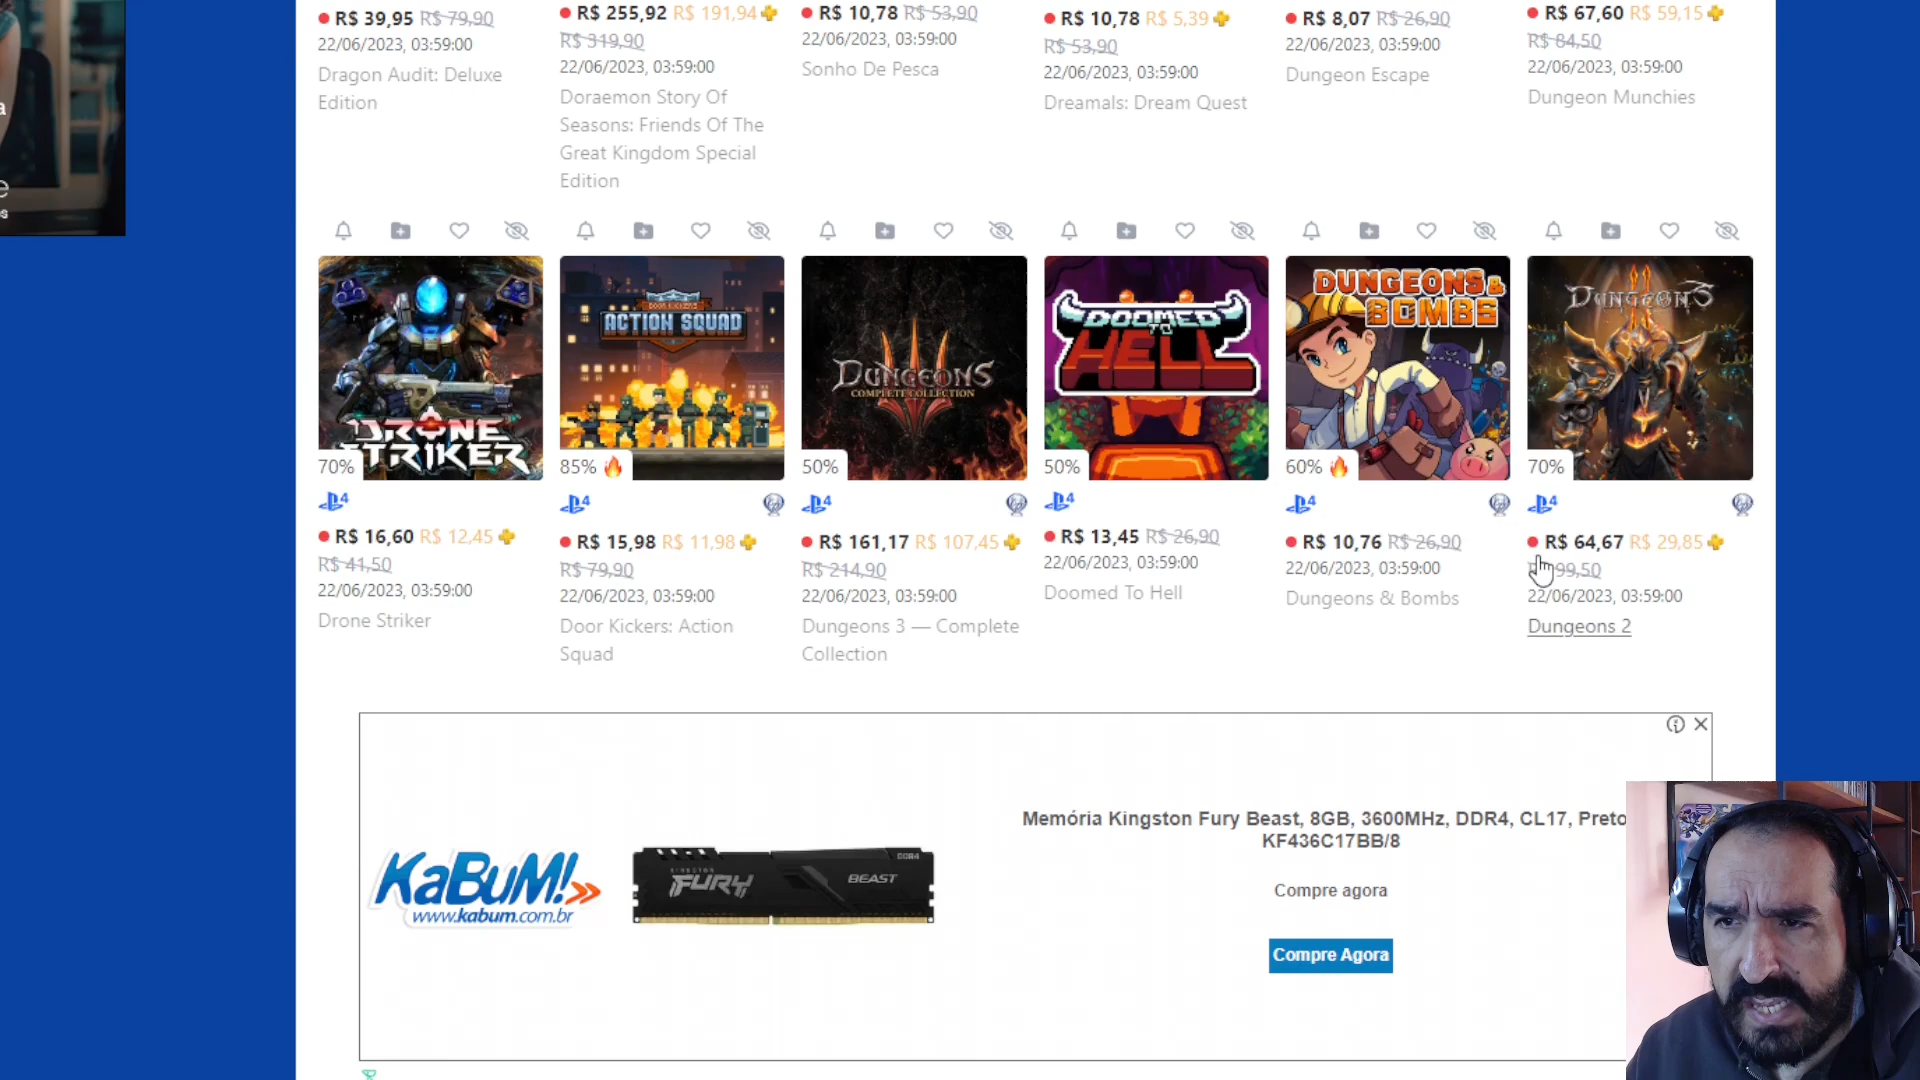 R$ 39,95 R$ 79,90
22/06/2023, 03:59:00
Dragon Audit: Deluxe
Edition
R$ 255,92 R$ 191,94
R$ 319,90
22/06/2023, 03:59:00
Doraemon Story Of
Seasons: Friends Of The
Great Kingdom Special
Edition
R$ 10,78 R$ 53,90
22/06/2023, 03:59:00
Sonho De Pesca
R$ 10,78 R$ 5,39
R$ 53,90
22/06/2023, 03:59:00
Dreamals: Dream Quest
R$ 8,07 R$ 26,90
22/06/2023, 03:59:00
Dungeon Escape
R$ 67,60 R$ 59,15
R$ 84,50
22/06/2023, 03:59:00
Dungeon Munchies
DRONE
STRIKER
70%
R$ 16,60 R$ 12,45
R$ 41,50
22/06/2023, 03:59:00
Drone Striker
DOOR KICKERS
ACTION SQUAD
85%
R$ 15,98 R$ 11,98
R$ 79,90
22/06/2023, 03:59:00
Door Kickers: Action
Squad
DUNGEONS
COMPLETE COLLECTION
50%
R$ 161,17 R$ 107,45
R$ 214,90
22/06/2023, 03:59:00
Dungeons 3 — Complete
Collection
DOOMED
TO
HELL
50%
R$ 13,45 R$ 26,90
22/06/2023, 03:59:00
Doomed To Hell
DUNGEONS &
BOMBS
60%
R$ 10,76 R$ 26,90
22/06/2023, 03:59:00
Dungeons & Bombs
DUNGEONS
II
70%
R$ 64,67 R$ 29,85
99,50
22/06/2023, 03:59:00
Dungeons 2
KaBuM!
www.kabum.com.br
KINGSTON
FURY
BEAST
DDR4
Memória Kingston Fury Beast, 8GB, 3600MHz, DDR4, CL17, Preto
KF436C17BB/8
Compre agora
Compre Agora